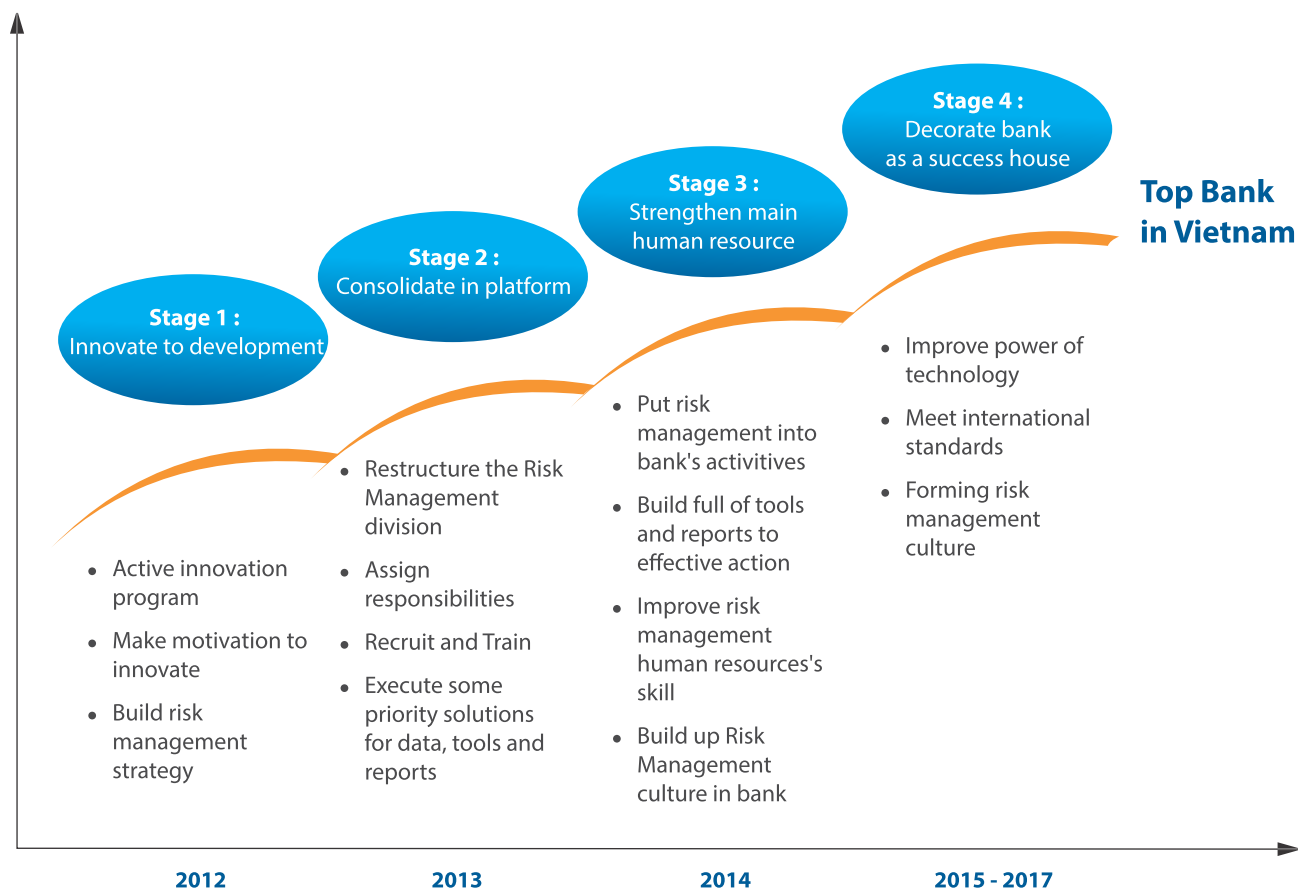 Stage 1 :
Innovate to development
Stage 2 :
Consolidate in platform
Stage 3 :
Strengthen main
human resource
Stage 4 :
Decorate bank
as a success house
Top Bank
in Vietnam
• Active innovation
program
• Make motivation to
innovate
• Build risk
management
strategy
• Restructure the Risk
Management
division
• Assign
responsibilities
• Recruit and Train
• Execute some
priority solutions
for data, tools and
reports
• Put risk
management into
bank's activitives
• Build full of tools
and reports to
effective action
• Improve risk
management
human resources's
skill
• Build up Risk
Management
culture in bank
• Improve power of
technology
• Meet international
standards
• Forming risk
management
culture
2012
2013
2014
2015 - 2017